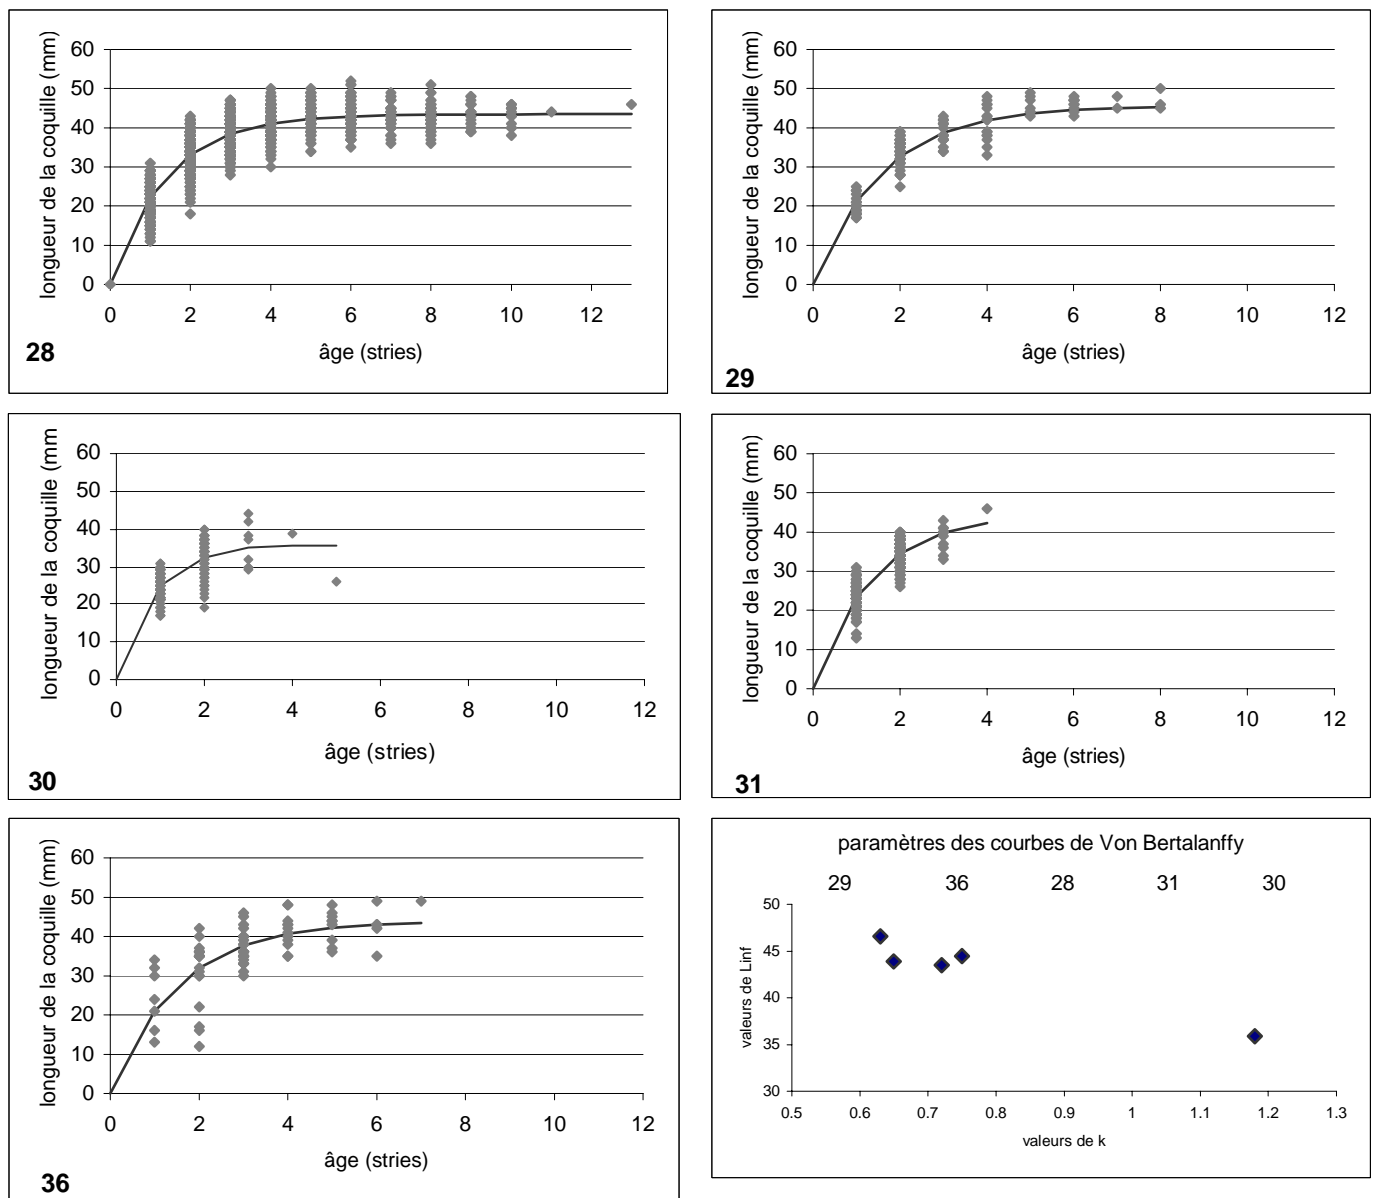 longueur de la coquille (mm)
60
50
40
30
20
10
0
0 2 4 6 8 10 12
âge (stries)
28
longueur de la coquille (mm)
60
50
40
30
20
10
0
0 2 4 6 8 10 12
âge (stries)
29
longueur de la coquille (mm
60
50
40
30
20
10
0
0 2 4 6 8 10 12
âge (stries)
30
longueur de la coquille (mm)
60
50
40
30
20
10
0
0 2 4 6 8 10 12
âge (stries)
31
longueur de la coquille (mm)
60
50
40
30
20
10
0
0 2 4 6 8 10 12
âge (stries)
36
paramètres des courbes de Von Bertalanffy
29 36 28 31 30
valeurs de Linf
50
45
40
35
30
0.5 0.6 0.7 0.8 0.9 1 1.1 1.2 1.3
valeurs de k